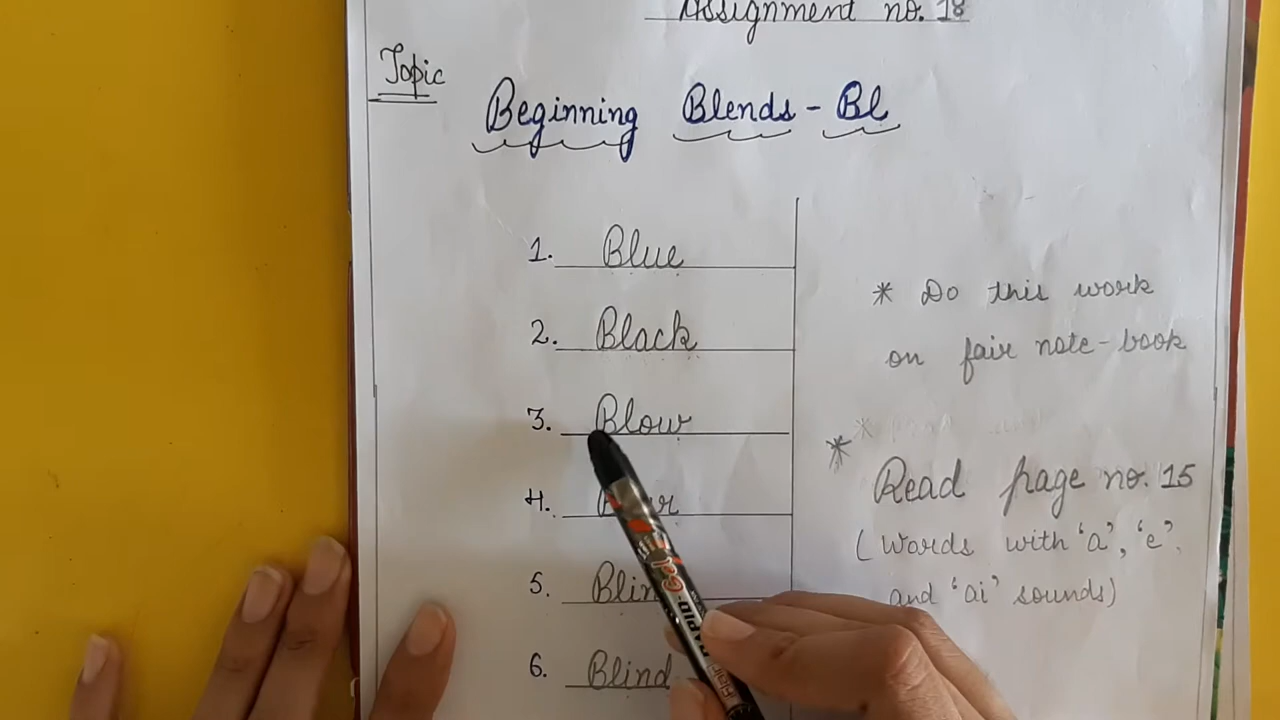 Assignment no. 18
Topic
Beginning Blends - Bl
1. Blue
2. Black
3. Blow
4.
5.
6. Blind
* Do this work
on fair note-book
*
Read page no. 15
(Words with 'a', 'e',
and 'ai' sounds)